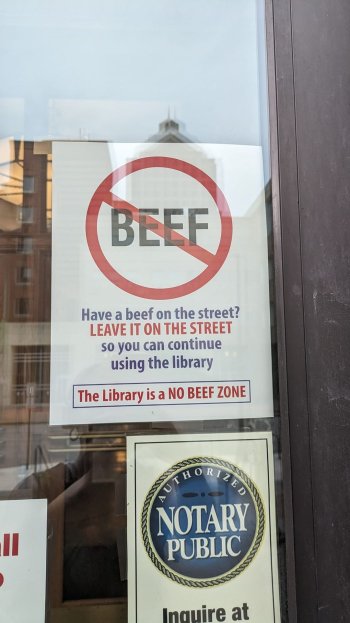 BEEF
Have a beef on the street?
LEAVE IT ON THE STREET
so you can continue
using the library
The Library is a NO BEEF ZONE
AUTHORIZED
NOTARY
PUBLIC
Inquire at